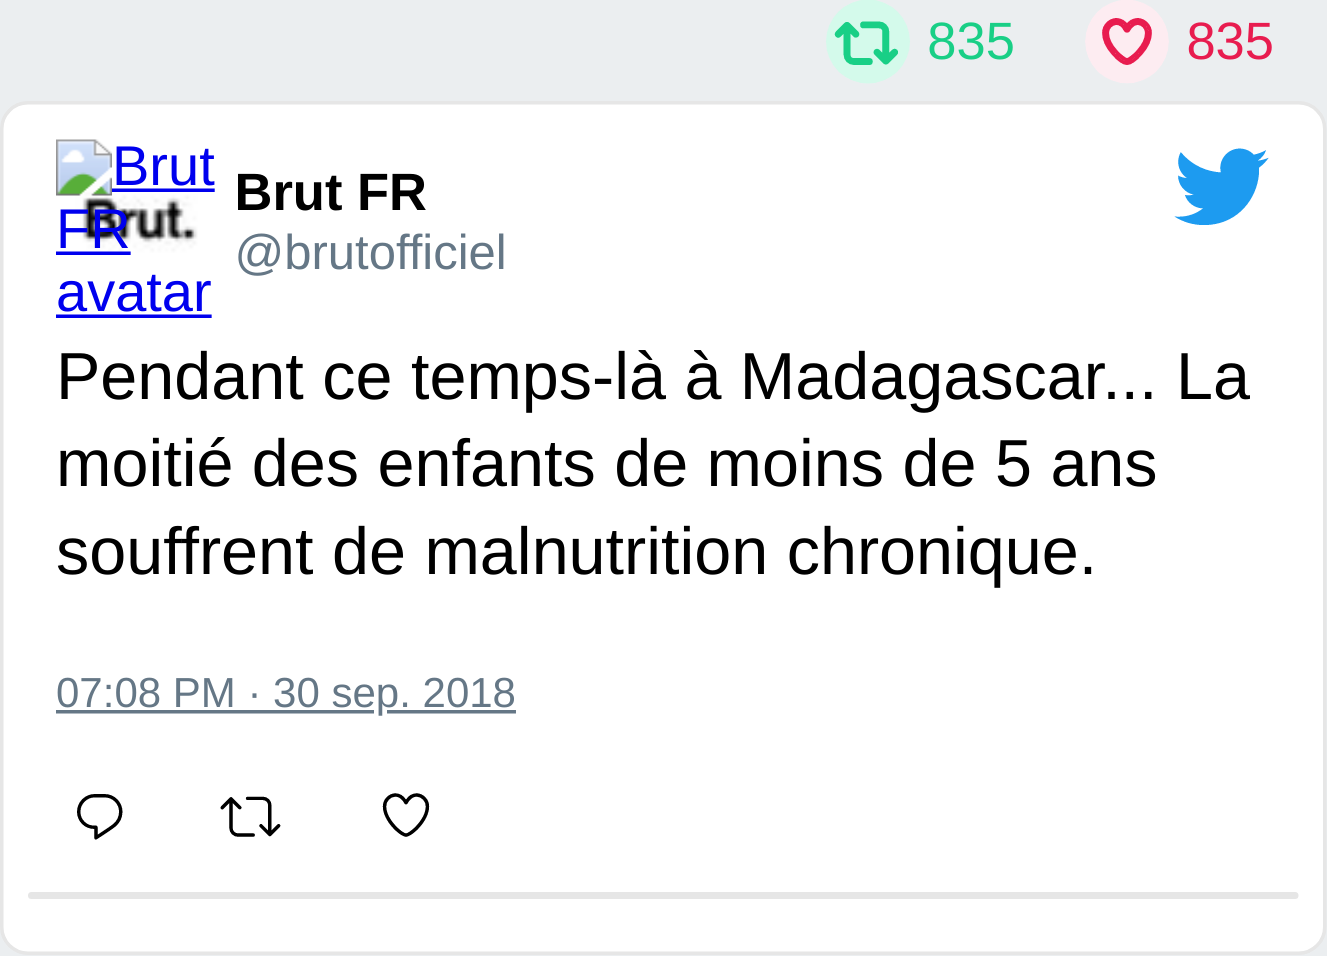 835 835
Brut
FR
avatar
Brut.
Brut FR
@brutofficiel
Pendant ce temps-là à Madagascar... La
moitié des enfants de moins de 5 ans
souffrent de malnutrition chronique.
07:08 PM · 30 sep. 2018